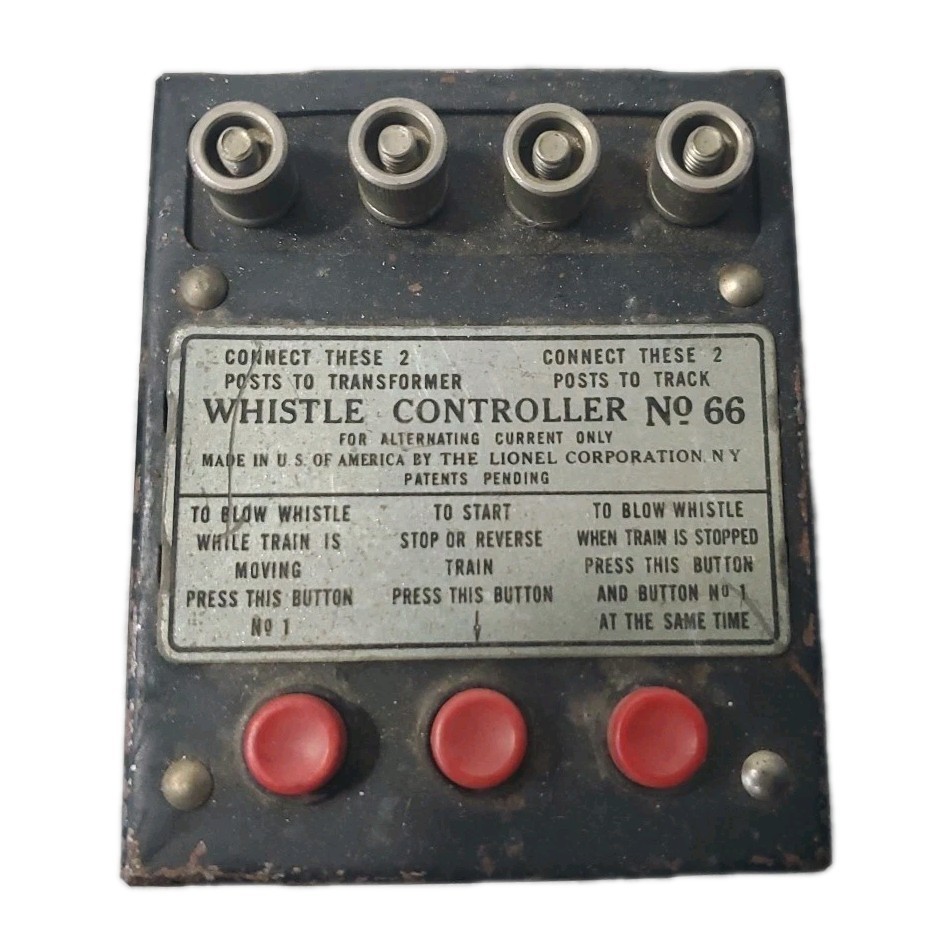 CONNECT THESE 2 CONNECT THESE 2
POSTS TO TRANSFORMER POSTS TO TRACK
WHISTLE CONTROLLER Nº 66
FOR ALTERNATING CURRENT ONLY
MADE IN U.S. OF AMERICA BY THE LIONEL CORPORATION, N Y
PATENTS PENDING
TO BLOW WHISTLE
WHILE TRAIN IS
MOVING
PRESS THIS BUTTON
Nº 1
TO START
STOP OR REVERSE
TRAIN
PRESS THIS BUTTON
↓
TO BLOW WHISTLE
WHEN TRAIN IS STOPPED
PRESS THIS BUTTON
AND BUTTON Nº 1
AT THE SAME TIME